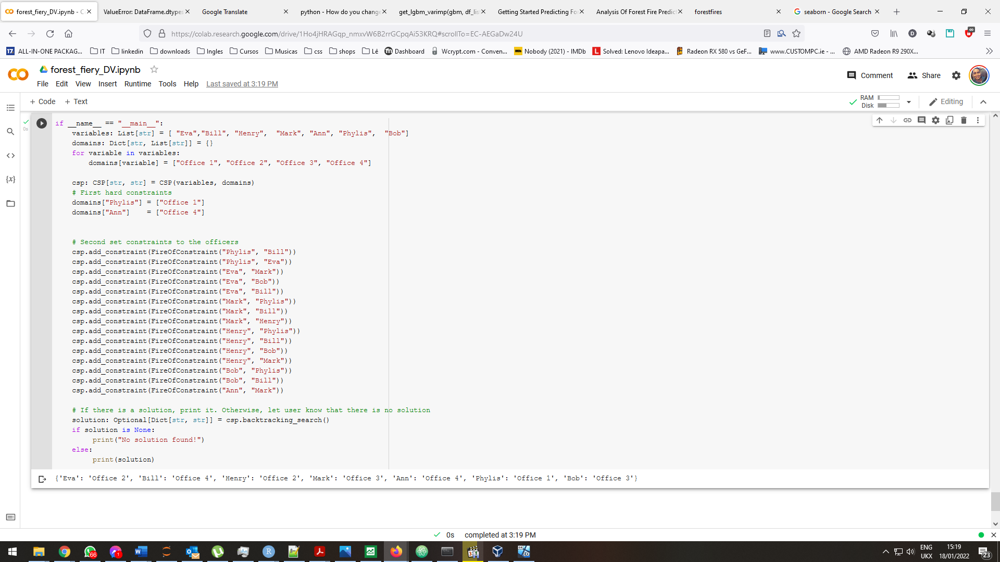 forest_fiery_DV.ipynb - C
ValueError: DataFrame.dtypes
Google Translate
python - How do you change
get_lgbm_varimp(gbm, df_lis
Getting Started Predicting Fo
Analysis Of Forest Fire Predict
forestfires
seaborn - Google Search
https://colab.research.google.com/drive/1Ho4jHRAGqp_nmxvW6B2rrGCpqAi53KRQ#scrollTo=EC-AEGaDw24U
ALL-IN-ONE PACKAG...
IT
linkedin
downloads
Ingles
Cursos
Musicas
css
shops
Lê
Dashboard
Wcrypt.com - Conven...
Nobody (2021) - IMDb
Solved: Lenovo Ideapa...
Radeon RX 580 vs GeF...
www.CUSTOMPC.ie - ...
AMD Radeon R9 290X...
forest_fiery_DV.ipynb
File Edit View Insert Runtime Tools Help Last saved at 3:19 PM
Comment
Share
+ Code + Text
RAM
Disk
Editing
0s
if __name__ == "__main__":
variables: List[str] = [ "Eva","Bill", "Henry",  "Mark", "Ann", "Phylis",  "Bob"]
domains: Dict[str, List[str]] = {}
for variable in variables:
domains[variable] = ["Office 1", "Office 2", "Office 3", "Office 4"]
csp: CSP[str, str] = CSP(variables, domains)
# First hard constraints
domains["Phylis"] = ["Office 1"]
domains["Ann"]    = ["Office 4"]
# Second set constraints to the officers
csp.add_constraint(FireOfConstraint("Phylis", "Bill"))
csp.add_constraint(FireOfConstraint("Phylis", "Eva"))
csp.add_constraint(FireOfConstraint("Eva", "Mark"))
csp.add_constraint(FireOfConstraint("Eva", "Bob"))
csp.add_constraint(FireOfConstraint("Eva", "Bill"))
csp.add_constraint(FireOfConstraint("Mark", "Phylis"))
csp.add_constraint(FireOfConstraint("Mark", "Bill"))
csp.add_constraint(FireOfConstraint("Mark", "Henry"))
csp.add_constraint(FireOfConstraint("Henry", "Phylis"))
csp.add_constraint(FireOfConstraint("Henry", "Bill"))
csp.add_constraint(FireOfConstraint("Henry", "Bob"))
csp.add_constraint(FireOfConstraint("Henry", "Mark"))
csp.add_constraint(FireOfConstraint("Bob", "Phylis"))
csp.add_constraint(FireOfConstraint("Bob", "Bill"))
csp.add_constraint(FireOfConstraint("Ann", "Mark"))
# If there is a solution, print it. Otherwise, let user know that there is no solution
solution: Optional[Dict[str, str]] = csp.backtracking_search()
if solution is None:
print("No solution found!")
else:
print(solution)
{'Eva': 'Office 2', 'Bill': 'Office 4', 'Henry': 'Office 2', 'Mark': 'Office 3', 'Ann': 'Office 4', 'Phylis': 'Office 1', 'Bob': 'Office 3'}
0s completed at 3:19 PM
66
1
ENG
UKX
15:19
18/01/2022
23